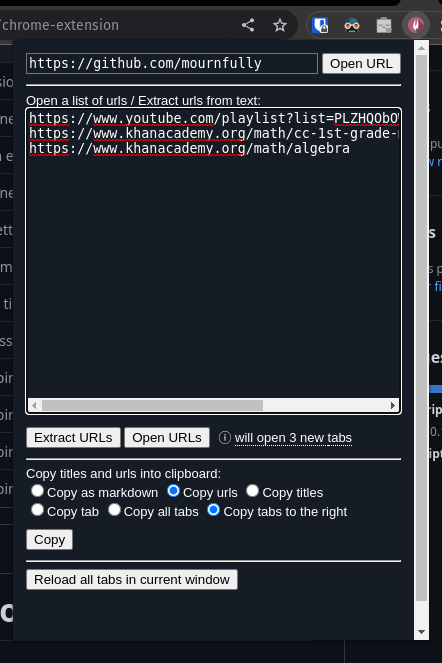 /chrome-extension
https://github.com/mournfully
Open URL
Open a list of urls / Extract urls from text:
https://www.youtube.com/playlist?list=PLZHQObO
https://www.khanacademy.org/math/cc-1st-grade-
https://www.khanacademy.org/math/algebra
Extract URLs
Open URLs
will open 3 new tabs
Copy titles and urls into clipboard:
Copy as markdown
Copy urls
Copy titles
Copy tab
Copy all tabs
Copy tabs to the right
Copy
Reload all tabs in current window